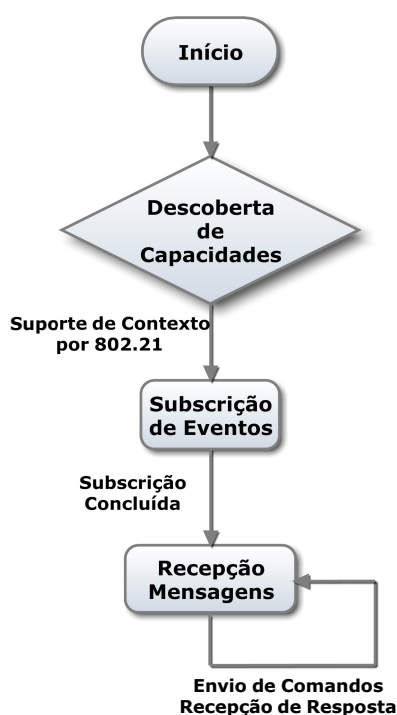 Início
Descoberta
de
Capacidades
Suporte de Contexto
por 802.21
Subscrição
de Eventos
Subscrição
Concluída
Recepção
Mensagens
Envio de Comandos
Recepção de Resposta